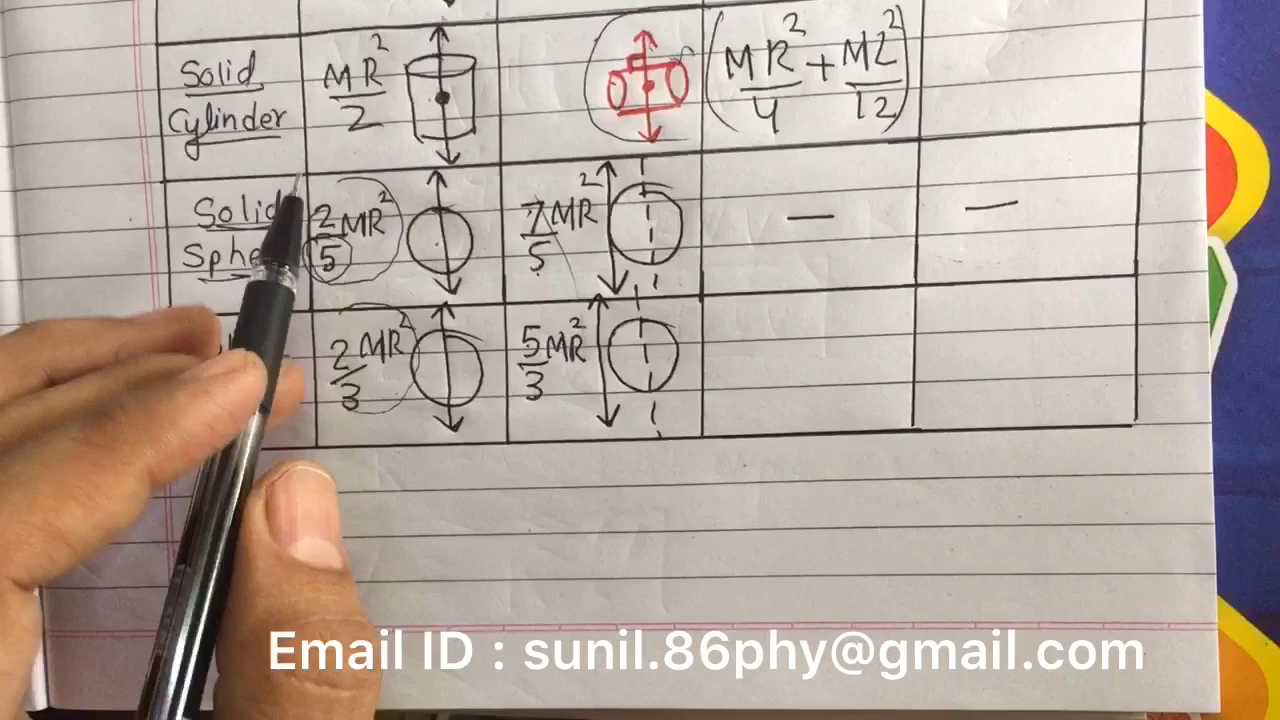 Solid
Cylinder
MR²/2
(MR²/4 + ML²/12)
Solid
Sphe
2/5 MR²
7/5 MR²
—
—
2/3 MR²
5/3 MR²
Email ID : sunil.86phy@gmail.com